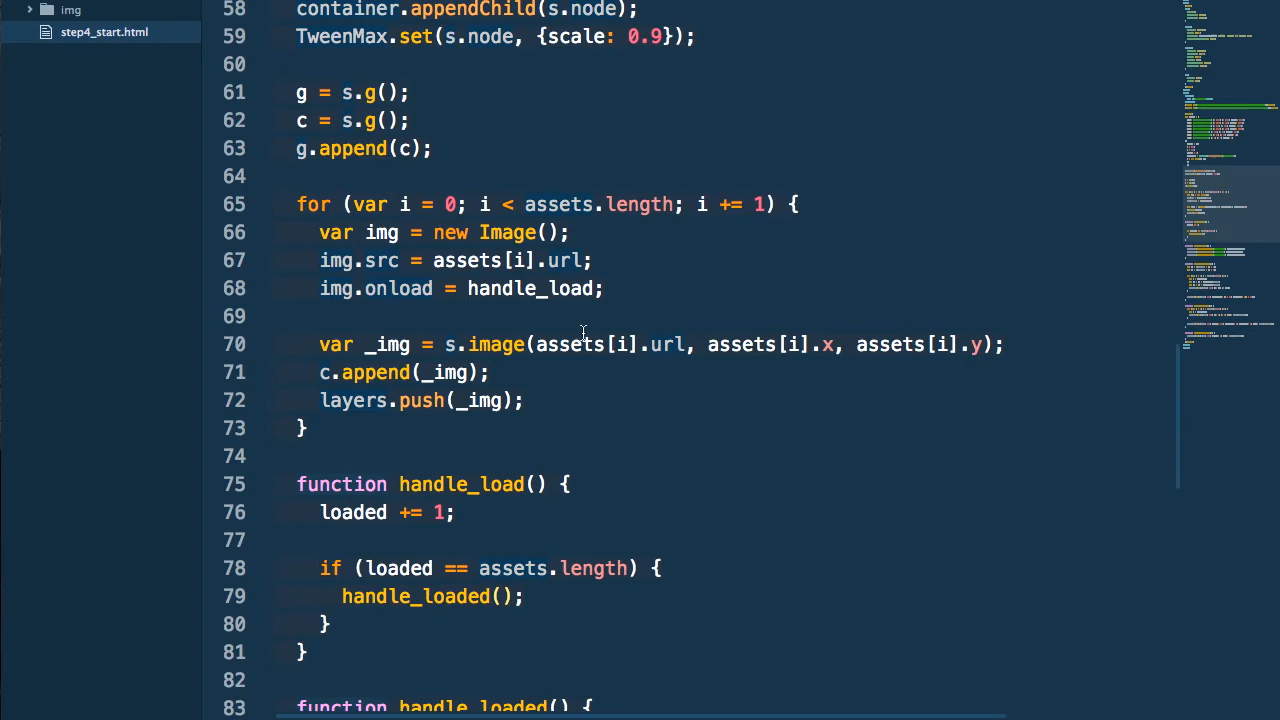 img
step4_start.html
58 container.appendChild(s.node);
59 TweenMax.set(s.node, {scale: 0.9});
60
61 g = s.g();
62 c = s.g();
63 g.append(c);
64
65 for (var i = 0; i < assets.length; i += 1) {
66 var img = new Image();
67 img.src = assets[i].url;
68 img.onload = handle_load;
69
70 var _img = s.image(assets[i].url, assets[i].x, assets[i].y);
71 c.append(_img);
72 layers.push(_img);
73 }
74
75 function handle_load() {
76 loaded += 1;
77
78 if (loaded == assets.length) {
79 handle_loaded();
80 }
81 }
82
83 function handle_loaded() {